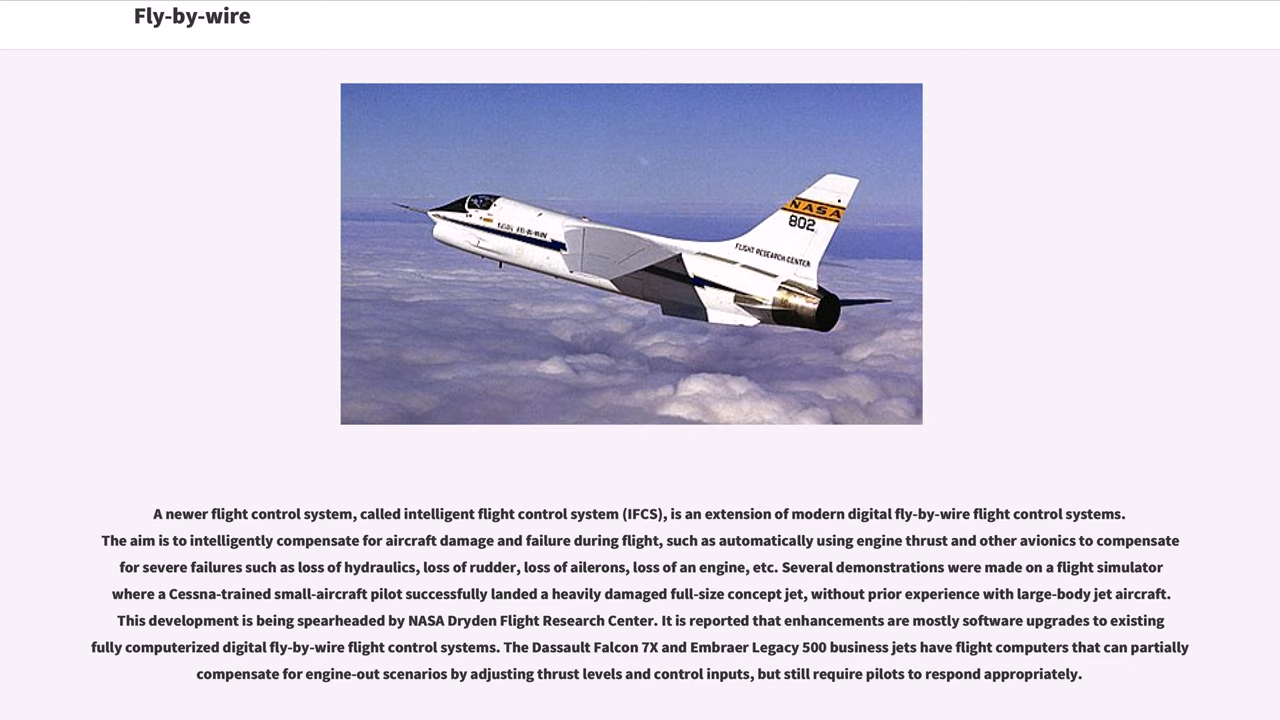 Fly-by-wire
NASA
802
FLIGHT RESEARCH CENTER
A newer flight control system, called intelligent flight control system (IFCS), is an extension of modern digital fly-by-wire flight control systems.
The aim is to intelligently compensate for aircraft damage and failure during flight, such as automatically using engine thrust and other avionics to compensate
for severe failures such as loss of hydraulics, loss of rudder, loss of ailerons, loss of an engine, etc. Several demonstrations were made on a flight simulator
where a Cessna-trained small-aircraft pilot successfully landed a heavily damaged full-size concept jet, without prior experience with large-body jet aircraft.
This development is being spearheaded by NASA Dryden Flight Research Center. It is reported that enhancements are mostly software upgrades to existing
fully computerized digital fly-by-wire flight control systems. The Dassault Falcon 7X and Embraer Legacy 500 business jets have flight computers that can partially
compensate for engine-out scenarios by adjusting thrust levels and control inputs, but still require pilots to respond appropriately.